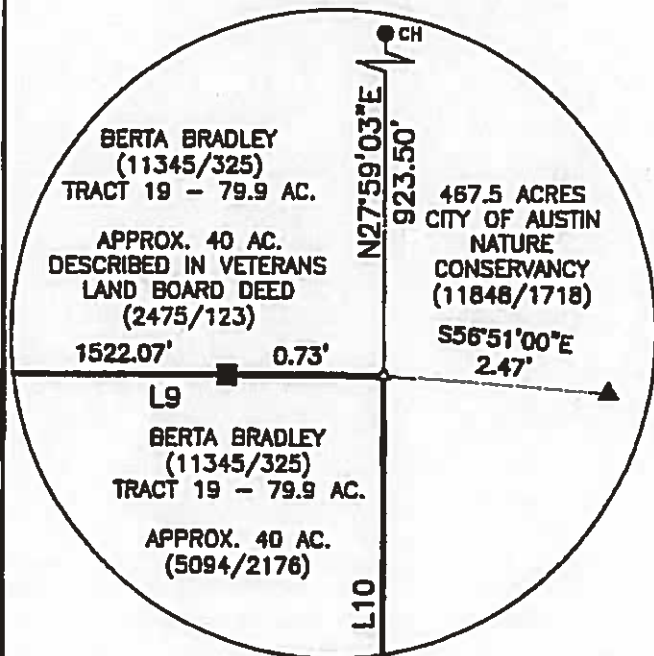 CH
N27°59'03"E
923.50'
BERTA BRADLEY
(11345/325)
TRACT 19 - 79.9 AC.
APPROX. 40 AC.
DESCRIBED IN VETERANS
LAND BOARD DEED
(2475/123)
467.5 ACRES
CITY OF AUSTIN
NATURE
CONSERVANCY
(11848/1718)
S56°51'00"E
2.47'
1522.07'
0.73'
L9
BERTA BRADLEY
(11345/325)
TRACT 19 - 79.9 AC.
APPROX. 40 AC.
(5094/2176)
L10